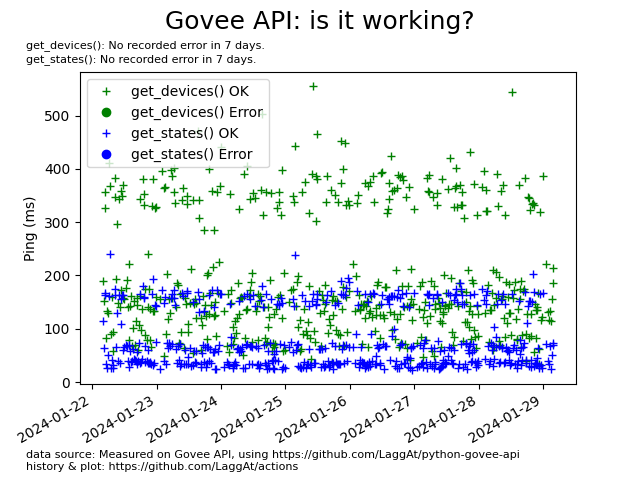 Govee API: is it working?
get_devices(): No recorded error in 7 days.
get_states(): No recorded error in 7 days.
get_devices() OK
get_devices() Error
get_states() OK
get_states() Error
Ping (ms)
500
400
300
200
100
0
2024-01-22
2024-01-23
2024-01-24
2024-01-25
2024-01-26
2024-01-27
2024-01-28
2024-01-29
data source: Measured on Govee API, using https://github.com/LaggAt/python-govee-api
history & plot: https://github.com/LaggAt/actions